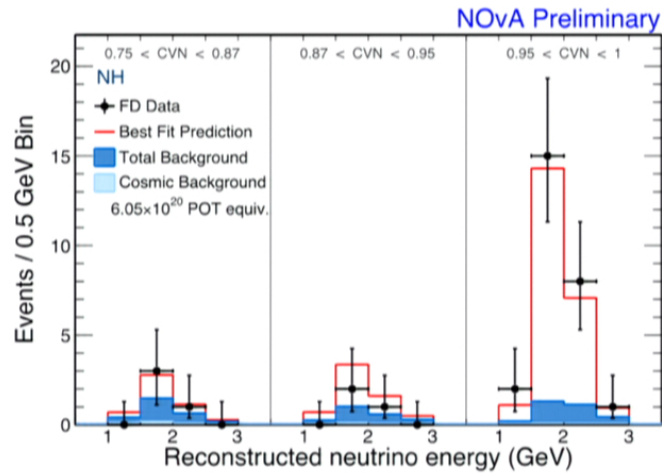 NOvA Preliminary
0.75 < CVN < 0.87
0.87 < CVN < 0.95
0.95 < CVN < 1
NH
FD Data
Best Fit Prediction
Total Background
Cosmic Background
6.05×10²⁰ POT equiv.
Events / 0.5 GeV Bin
20
15
10
5
0
1 2 3 1 2 3 1 2 3
Reconstructed neutrino energy (GeV)